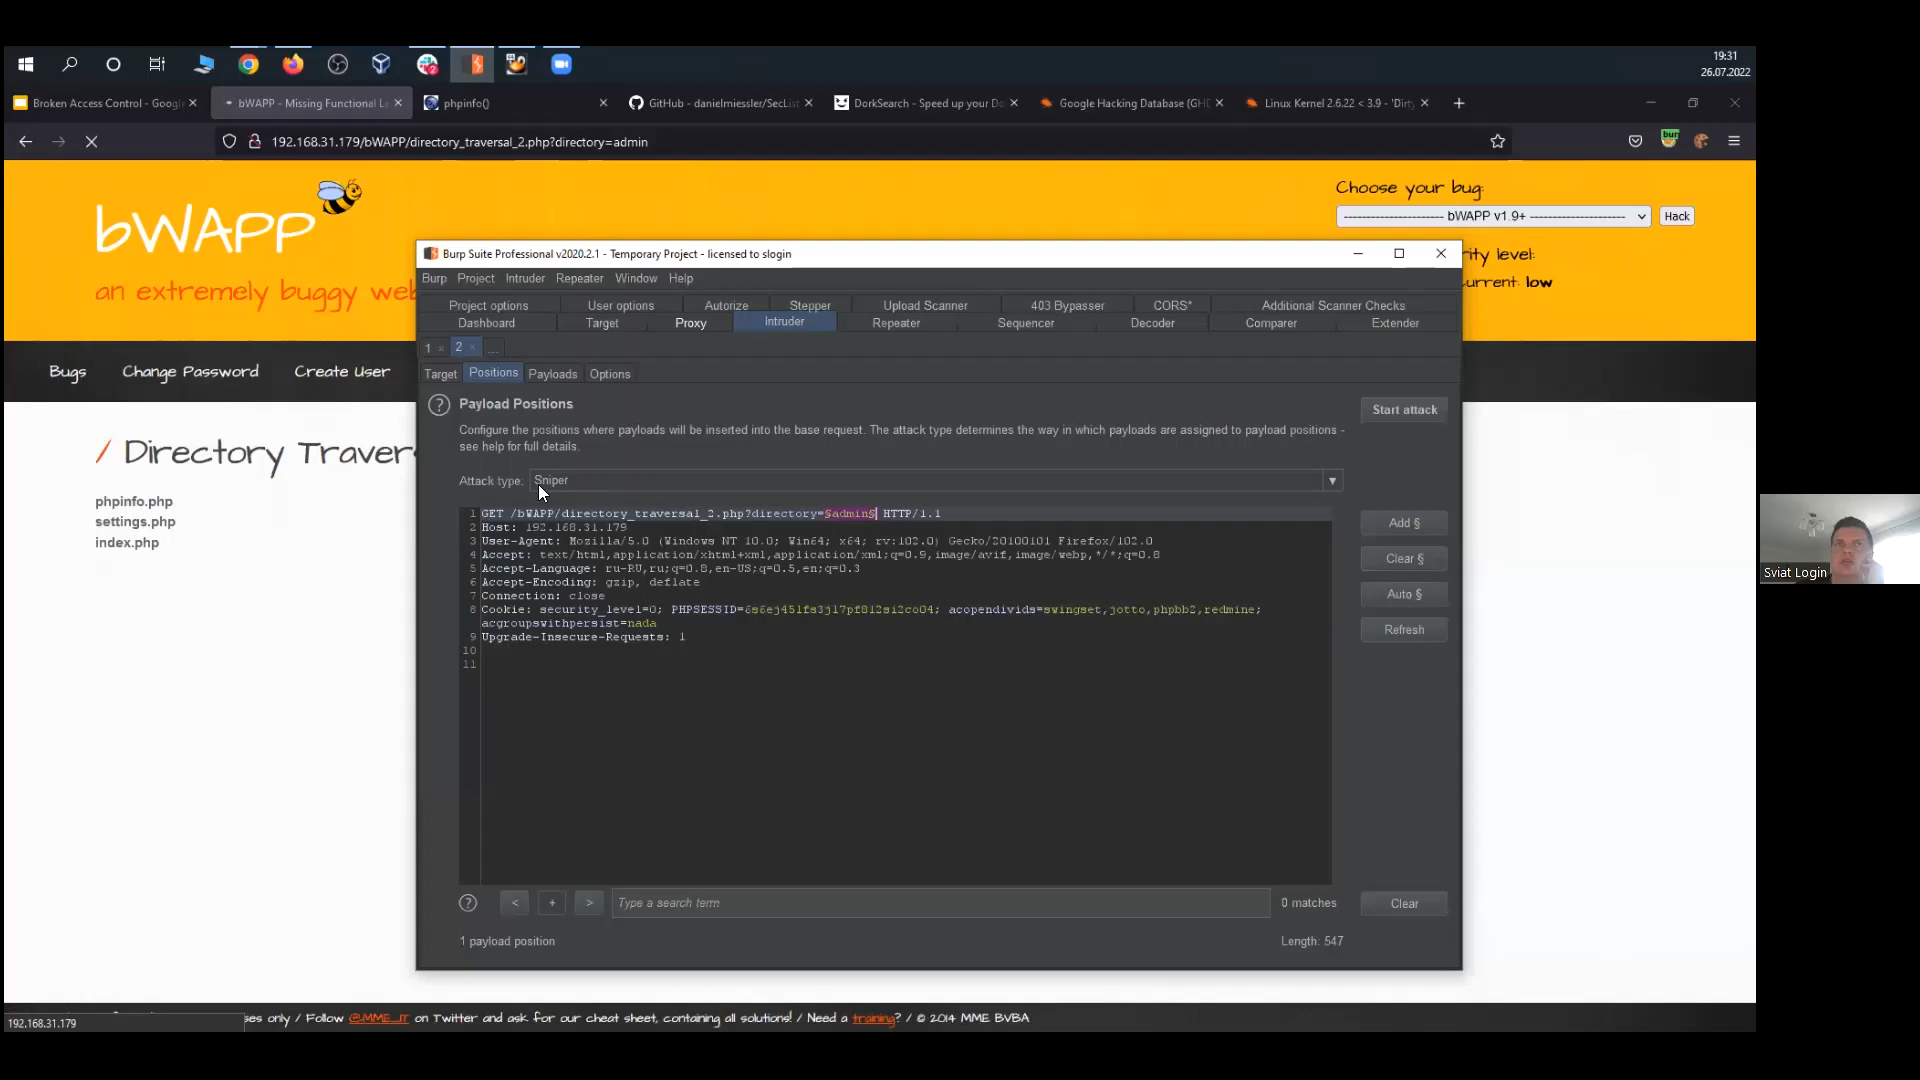 19:31
26.07.2022
Broken Access Control - Google
bWAPP - Missing Functional Le
phpinfo()
GitHub - danielmiessler/SecList
DorkSearch - Speed up your Do
Google Hacking Database (GHD
Linux Kernel 2.6.22 < 3.9 - 'Dirty
192.168.31.179/bWAPP/directory_traversal_2.php?directory=admin
bWAPP
an extremely buggy web
Choose your bug:
---------------------- bWAPP v1.9+ ---------------------
Hack
rity level:
urrent: low
Bugs
Change Password
Create User
/ Directory Traver
phpinfo.php
settings.php
index.php
Burp Suite Professional v2020.2.1 - Temporary Project - licensed to slogin
Burp Project Intruder Repeater Window Help
Project options User options Autorize Stepper Upload Scanner 403 Bypasser CORS* Additional Scanner Checks
Dashboard Target Proxy Intruder Repeater Sequencer Decoder Comparer Extender
1 × 2 × ...
Target Positions Payloads Options
? Payload Positions
Start attack
Configure the positions where payloads will be inserted into the base request. The attack type determines the way in which payloads are assigned to payload positions -
see help for full details.
Attack type: Sniper
1 GET /bWAPP/directory_traversal_2.php?directory=§admin§ HTTP/1.1
2 Host: 192.168.31.179
3 User-Agent: Mozilla/5.0 (Windows NT 10.0; Win64; x64; rv:102.0) Gecko/20100101 Firefox/102.0
4 Accept: text/html,application/xhtml+xml,application/xml;q=0.9,image/avif,image/webp,*/*;q=0.8
5 Accept-Language: ru-RU,ru;q=0.8,en-US;q=0.5,en;q=0.3
6 Accept-Encoding: gzip, deflate
7 Connection: close
8 Cookie: security_level=0; PHPSESSID=6s6ej451fs3j17pf812si2co04; acopendivids=swingset,jotto,phpbb2,redmine;
acgroupswithpersist=nada
9 Upgrade-Insecure-Requests: 1
10
11
Add §
Clear §
Auto §
Refresh
? < + > Type a search term
0 matches
Clear
1 payload position
Length: 547
Sviat Login
192.168.31.179
ses only / Follow @MME_IT on Twitter and ask for our cheat sheet, containing all solutions! / Need a training? / © 2014 MME BVBA